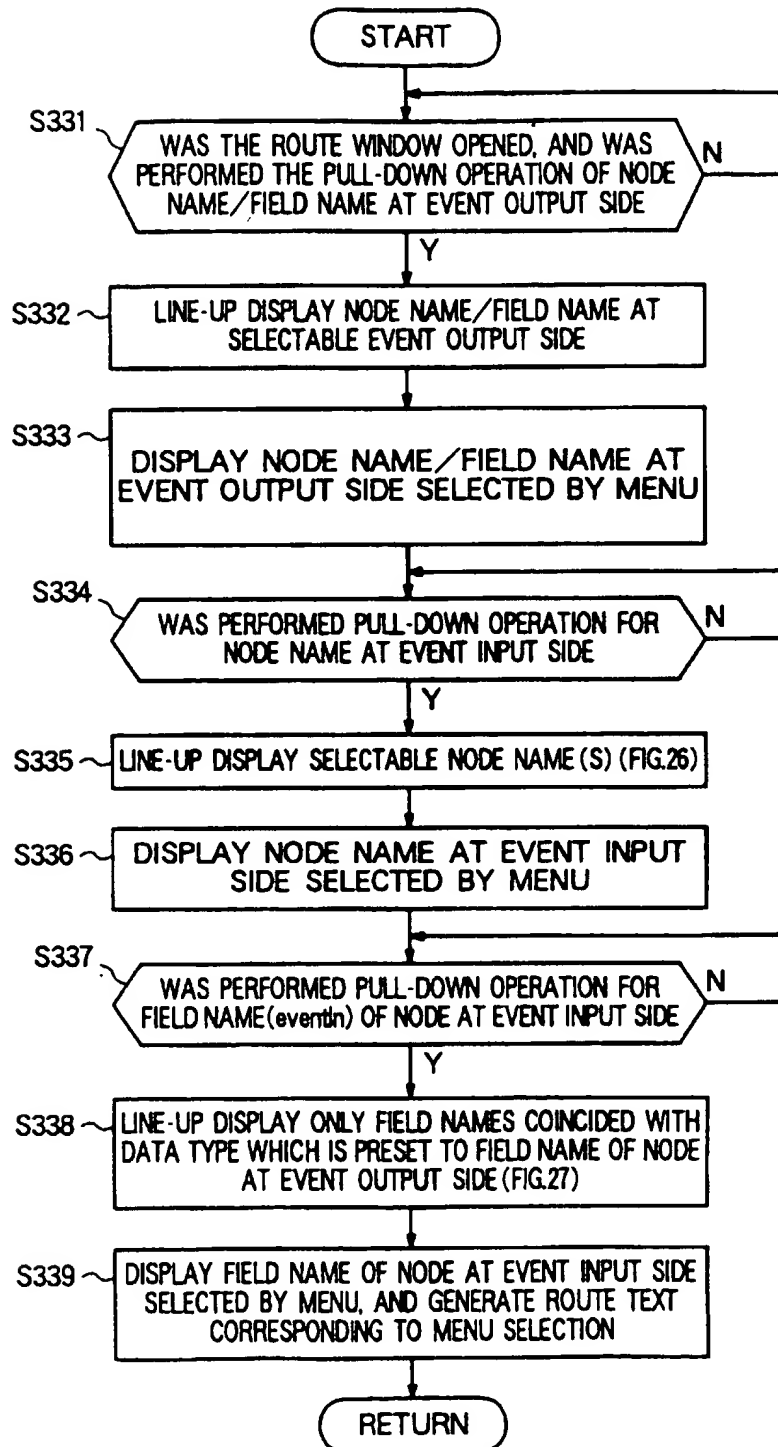 START
S331
WAS THE ROUTE WINDOW OPENED, AND WAS
PERFORMED THE PULL-DOWN OPERATION OF NODE
NAME/FIELD NAME AT EVENT OUTPUT SIDE
N
Y
S332
LINE-UP DISPLAY NODE NAME/FIELD NAME AT
SELECTABLE EVENT OUTPUT SIDE
S333
DISPLAY NODE NAME/FIELD NAME AT
EVENT OUTPUT SIDE SELECTED BY MENU
S334
WAS PERFORMED PULL-DOWN OPERATION FOR
NODE NAME AT EVENT INPUT SIDE
N
Y
S335
LINE-UP DISPLAY SELECTABLE NODE NAME(S) (FIG.26)
S336
DISPLAY NODE NAME AT EVENT INPUT
SIDE SELECTED BY MENU
S337
WAS PERFORMED PULL-DOWN OPERATION FOR
FIELD NAME(eventin) OF NODE AT EVENT INPUT SIDE
N
Y
S338
LINE-UP DISPLAY ONLY FIELD NAMES COINCIDED WITH
DATA TYPE WHICH IS PRESET TO FIELD NAME OF NODE
AT EVENT OUTPUT SIDE(FIG.27)
S339
DISPLAY FIELD NAME OF NODE AT EVENT INPUT SIDE
SELECTED BY MENU, AND GENERATE ROUTE TEXT
CORRESPONDING TO MENU SELECTION
RETURN